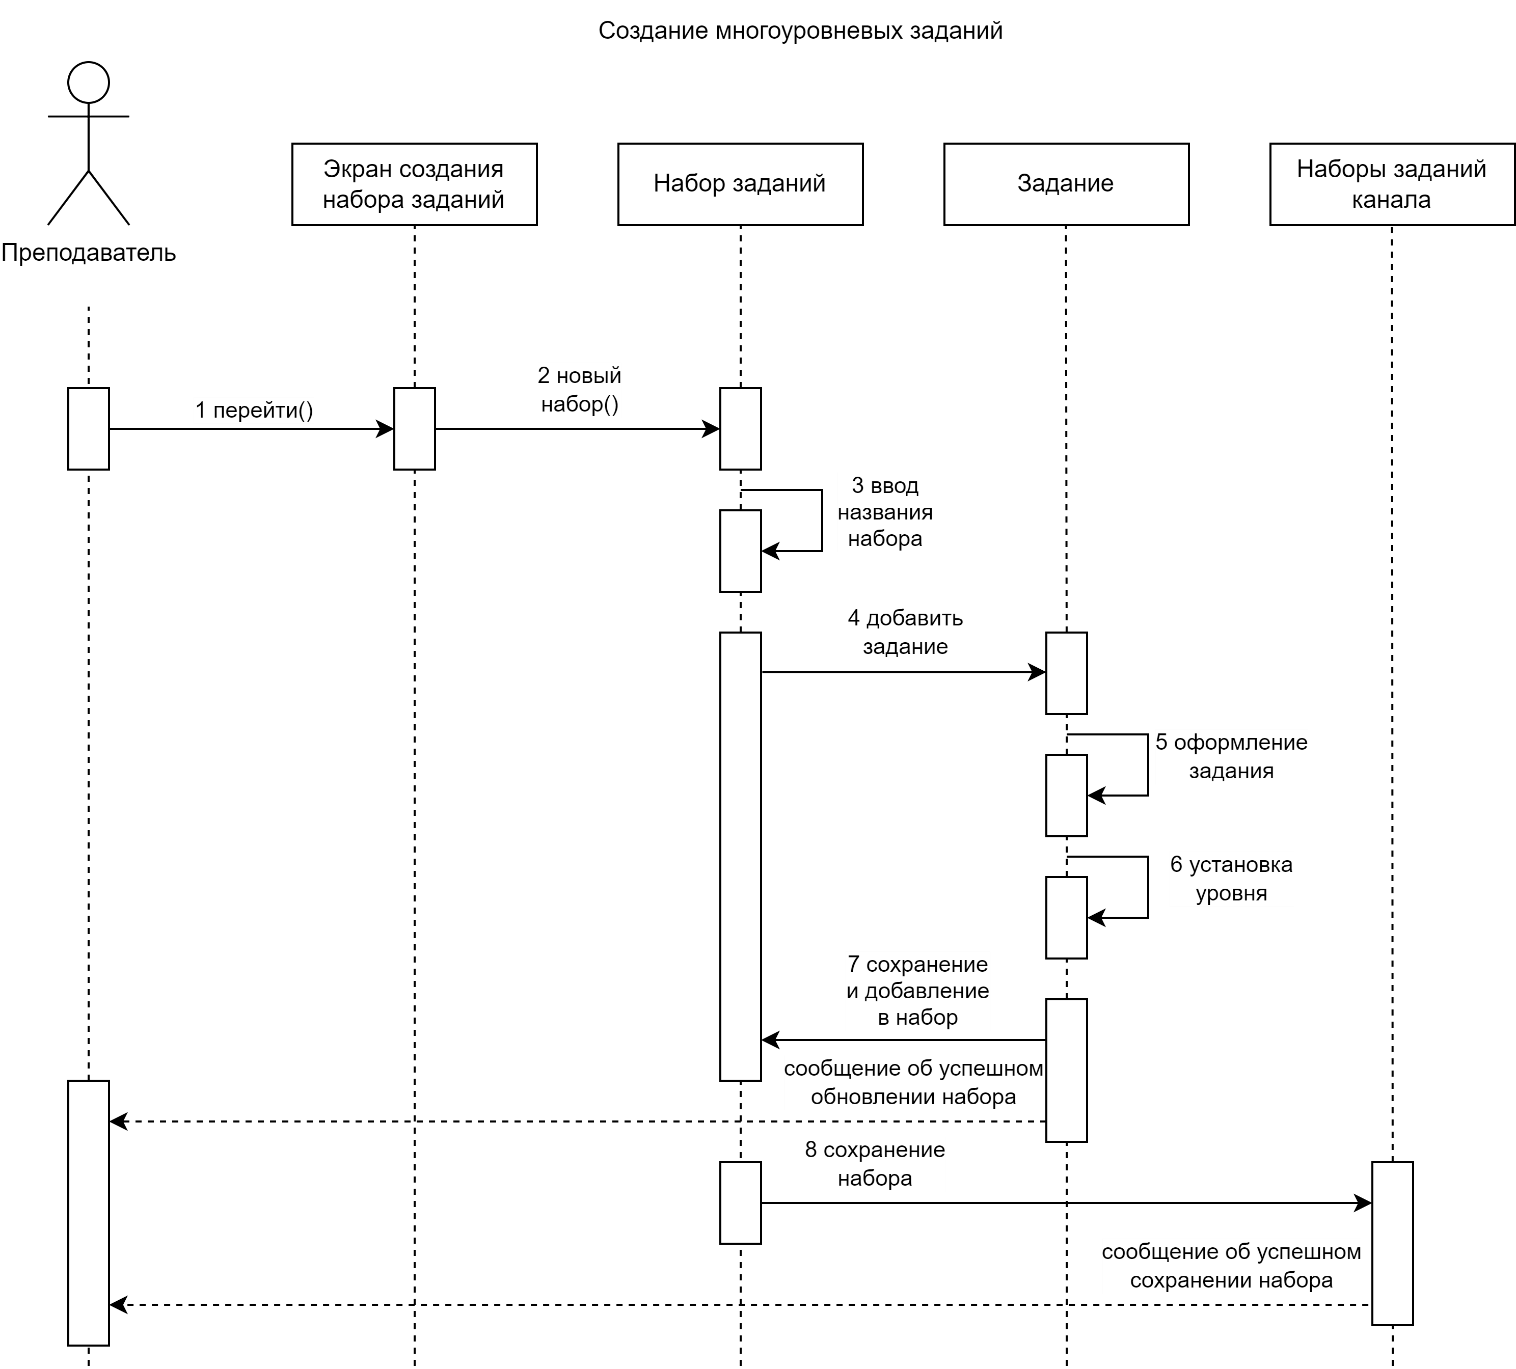 Создание многоуровневых заданий
Экран создания
набора заданий
Набор заданий
Задание
Наборы заданий
канала
Преподаватель
1 перейти()
2 новый
набор()
3 ввод
названия
набора
4 добавить
задание
5 оформление
задания
6 установка
уровня
7 сохранение
и добавление
в набор
сообщение об успешном
обновлении набора
8 сохранение
набора
сообщение об успешном
сохранении набора